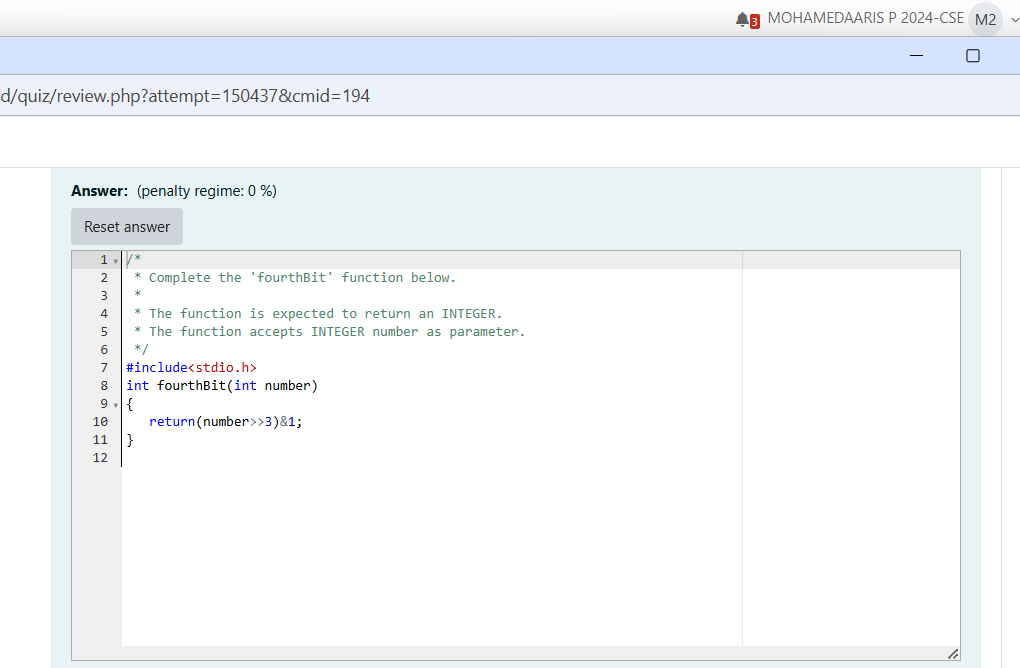 3 MOHAMEDAARIS P 2024-CSE M2
d/quiz/review.php?attempt=150437&cmid=194
Answer: (penalty regime: 0 %)
Reset answer
1 /*
2 * Complete the 'fourthBit' function below.
3 *
4 * The function is expected to return an INTEGER.
5 * The function accepts INTEGER number as parameter.
6 */
7 #include<stdio.h>
8 int fourthBit(int number)
9 {
10 return(number>>3)&1;
11 }
12